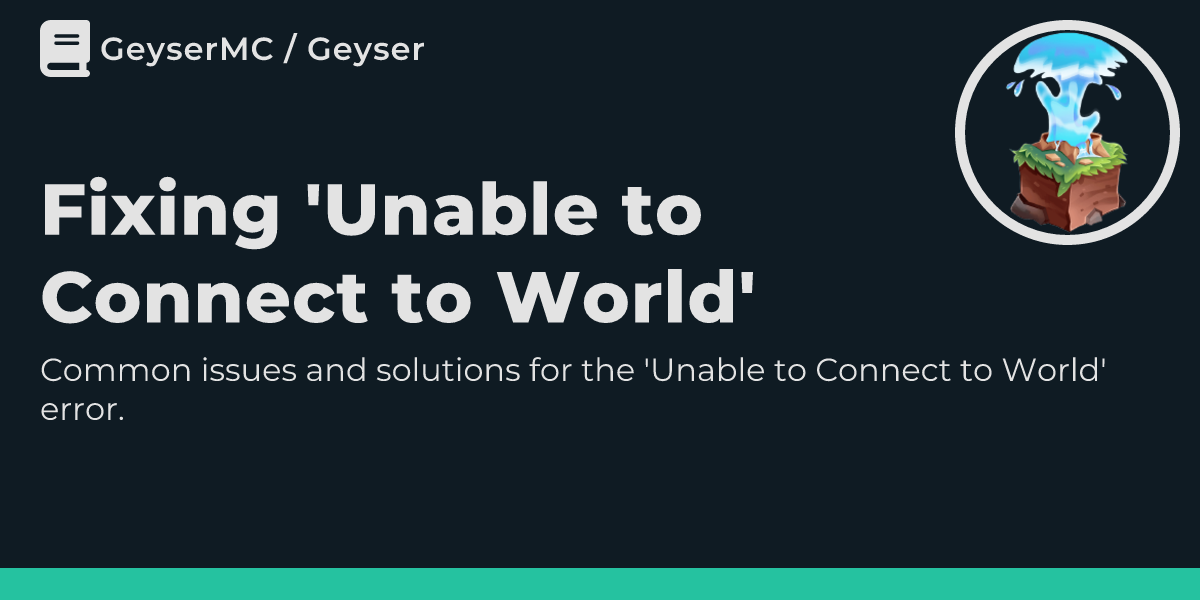 GeyserMC / Geyser
Fixing 'Unable to
Connect to World'
Common issues and solutions for the 'Unable to Connect to World'
error.